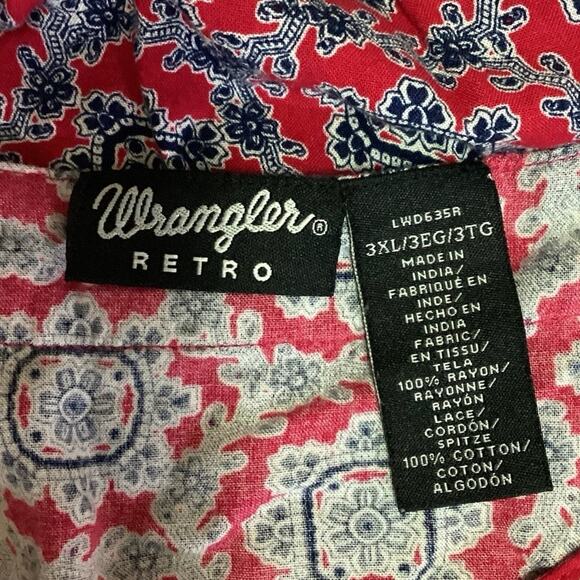 Wrangler®
RETRO
LWD635R
3XL/3EG/3TG
MADE IN
INDIA/
FABRIQUÉ EN
INDE/
HECHO EN
INDIA
FABRIC/
EN TISSU/
TELA
100% RAYON/
RAYONNE/
RAYÓN
LACE/
CORDÓN/
SPITZE
100% COTTON/
COTON/
ALGODÓN